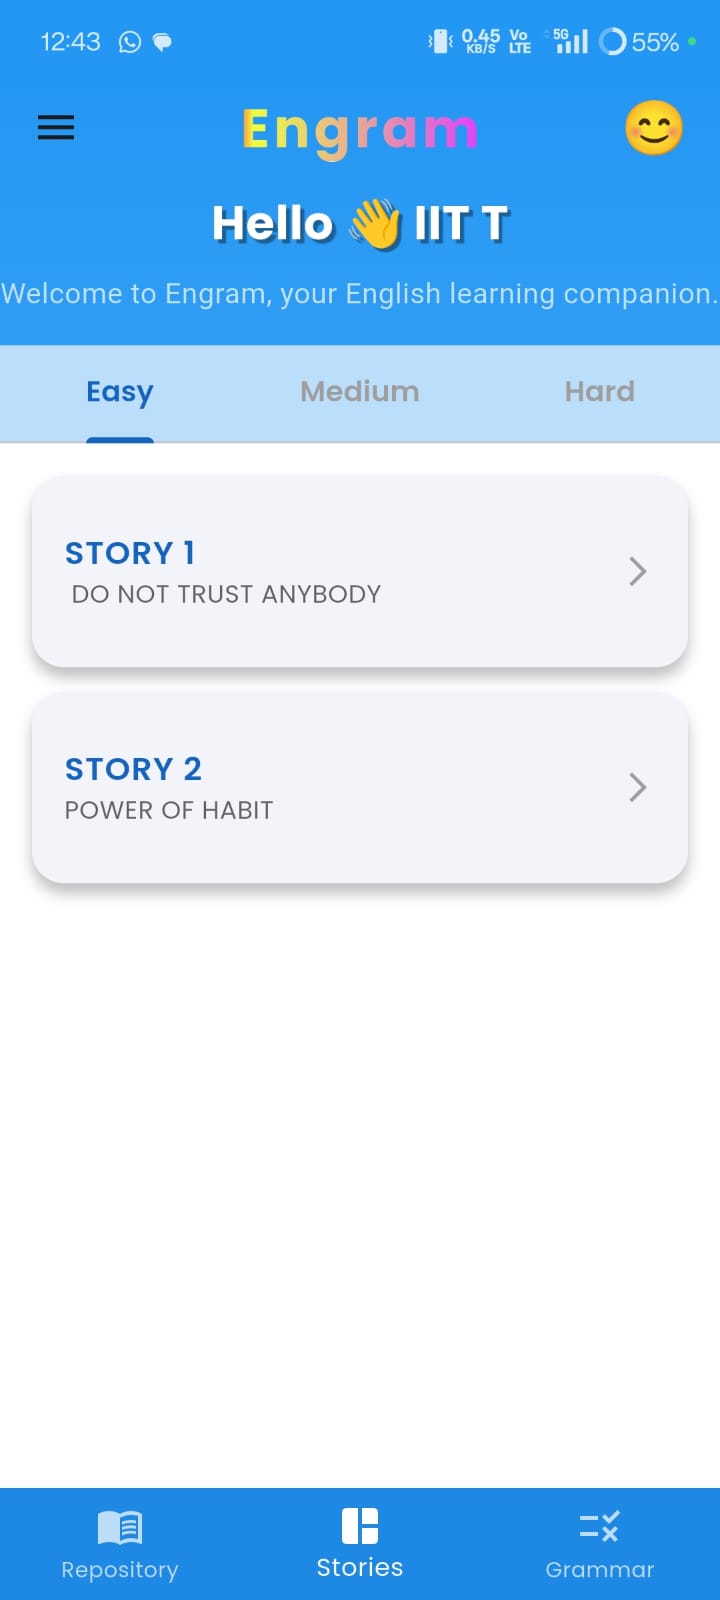 12:43 0.45 KB/S Vo LTE 5G 55%
Engram
Hello 👋 IIT T
Welcome to Engram, your English learning companion.
Easy Medium Hard
STORY 1
DO NOT TRUST ANYBODY
STORY 2
POWER OF HABIT
Repository Stories Grammar